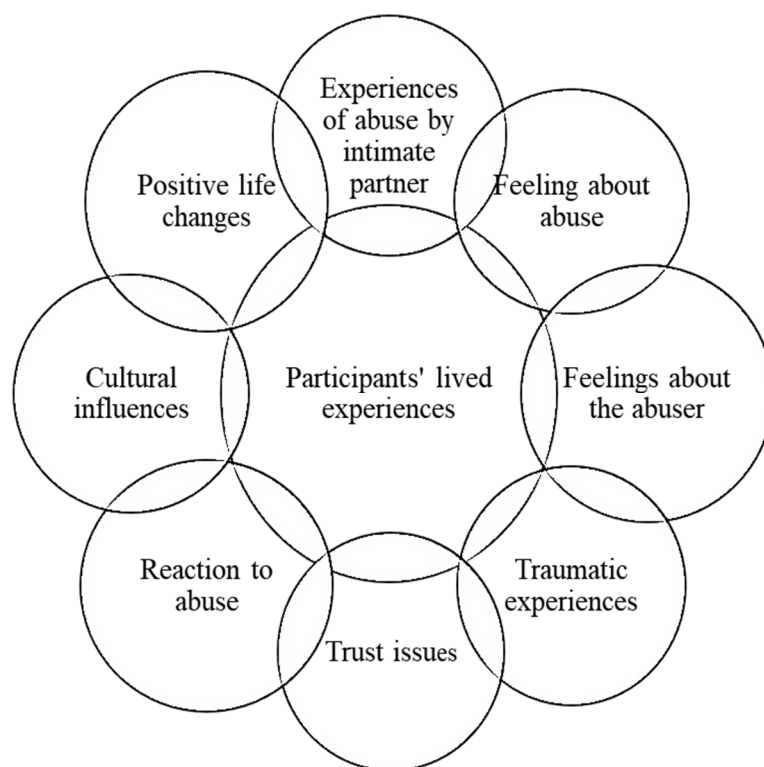 Experiences
of abuse by
intimate
partner
Feeling about
abuse
Feelings about
the abuser
Traumatic
experiences
Trust issues
Reaction to
abuse
Cultural
influences
Positive life
changes
Participants' lived
experiences